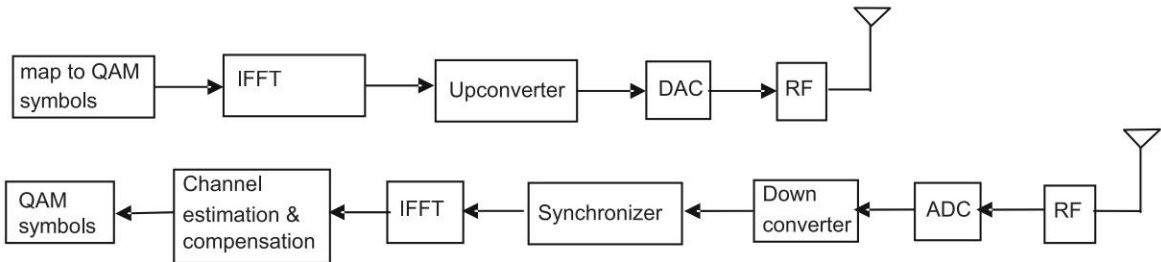 map to QAM
symbols
IFFT
Upconverter
DAC
RF
QAM
symbols
Channel
estimation &
compensation
IFFT
Synchronizer
Down
converter
ADC
RF